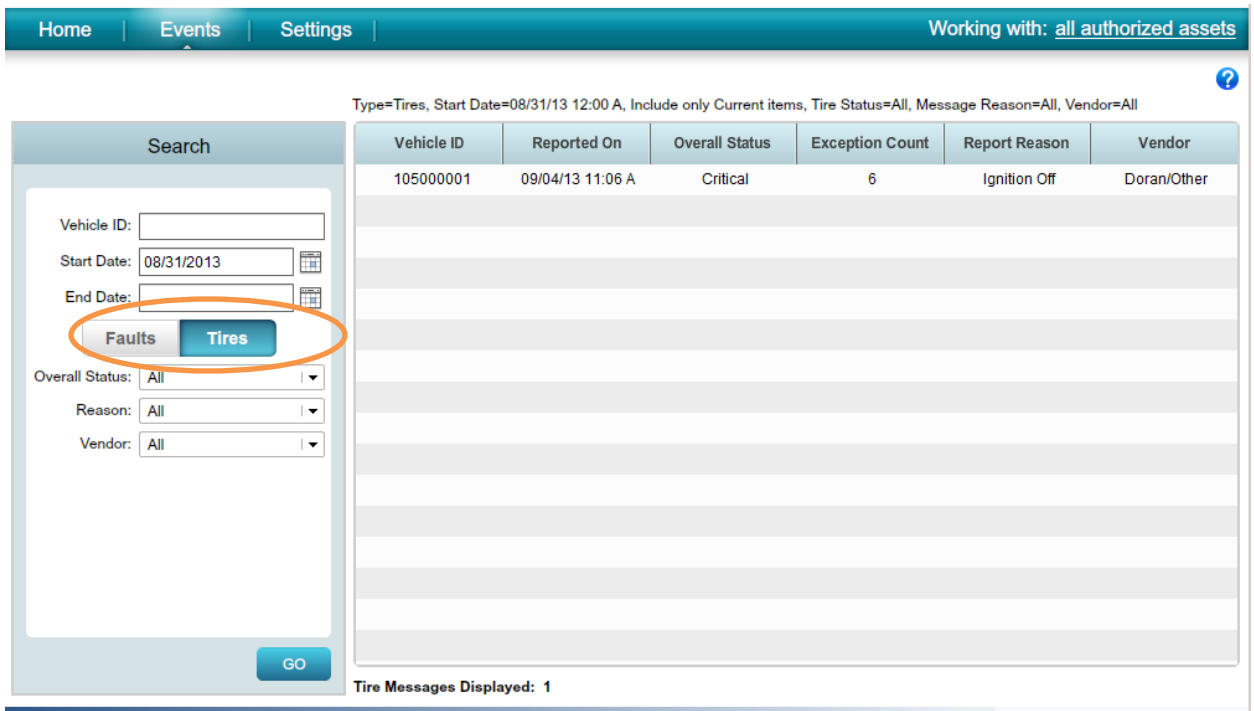 Home | Events | Settings | Working with: all authorized assets
?
Type=Tires, Start Date=08/31/13 12:00 A, Include only Current items, Tire Status=All, Message Reason=All, Vendor=All
Search
Vehicle ID:
Start Date: 08/31/2013
End Date:
Faults Tires
Overall Status: All
Reason: All
Vendor: All
GO
Vehicle ID Reported On Overall Status Exception Count Report Reason Vendor
105000001 09/04/13 11:06 A Critical 6 Ignition Off Doran/Other
Tire Messages Displayed: 1